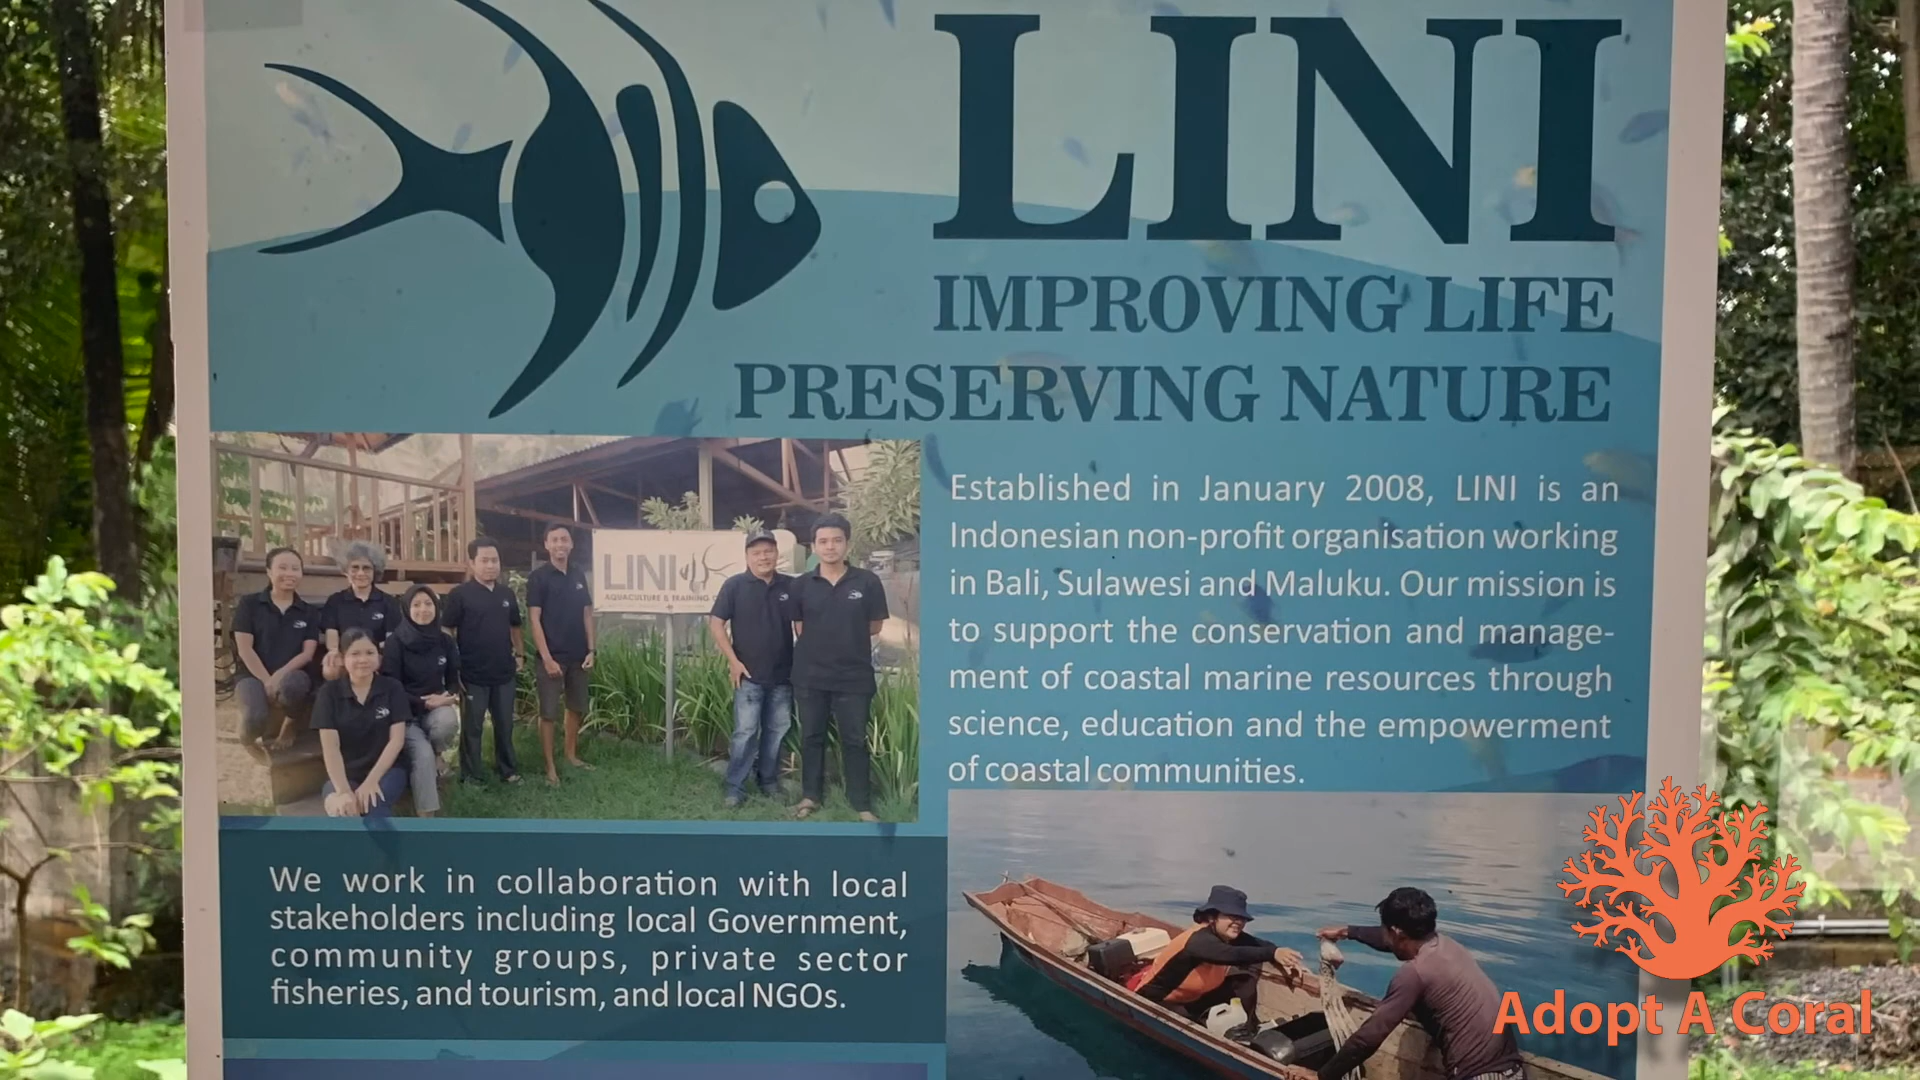 LINI
IMPROVING LIFE
PRESERVING NATURE
Established in January 2008, LINI is an
Indonesian non-profit organisation working
in Bali, Sulawesi and Maluku. Our mission is
to support the conservation and manage-
ment of coastal marine resources through
science, education and the empowerment
of coastal communities.
LINI
AQUACULTURE & TRAINING
We work in collaboration with local
stakeholders including local Government,
community groups, private sector
fisheries, and tourism, and local NGOs.
Adopt A Coral